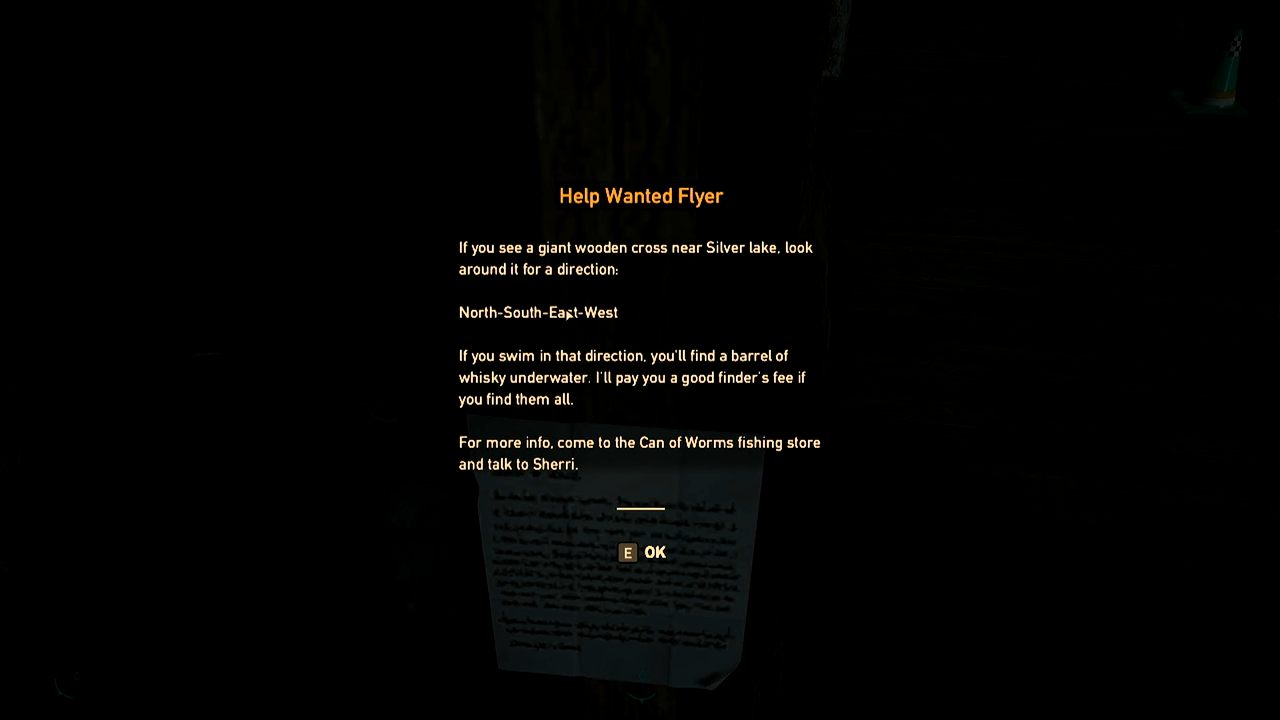 Help Wanted Flyer
If you see a giant wooden cross near Silver lake, look
around it for a direction:
North-South-East-West
If you swim in that direction, you'll find a barrel of
whisky underwater. I'll pay you a good finder's fee if
you find them all.
For more info, come to the Can of Worms fishing store
and talk to Sherri.
E OK